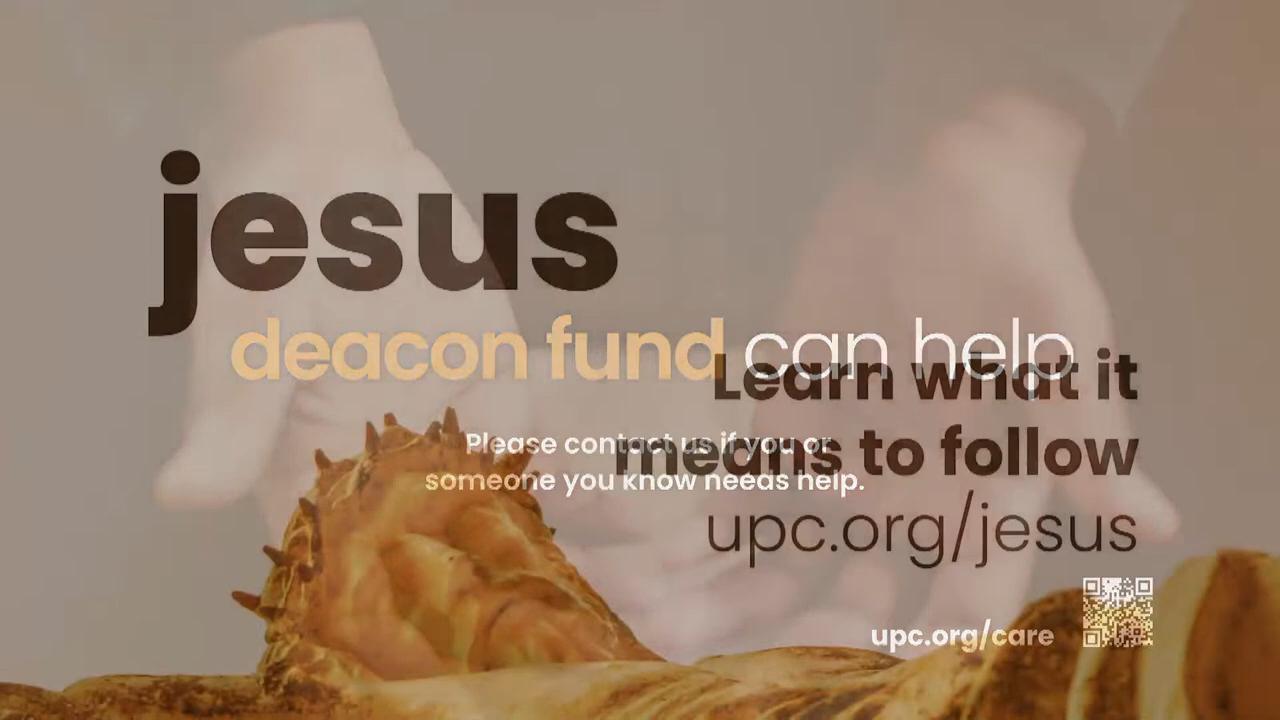 jesus
deacon fund can help
Learn what it
means to follow
Please contact us if you or
someone you know needs help.
upc.org/jesus
upc.org/care